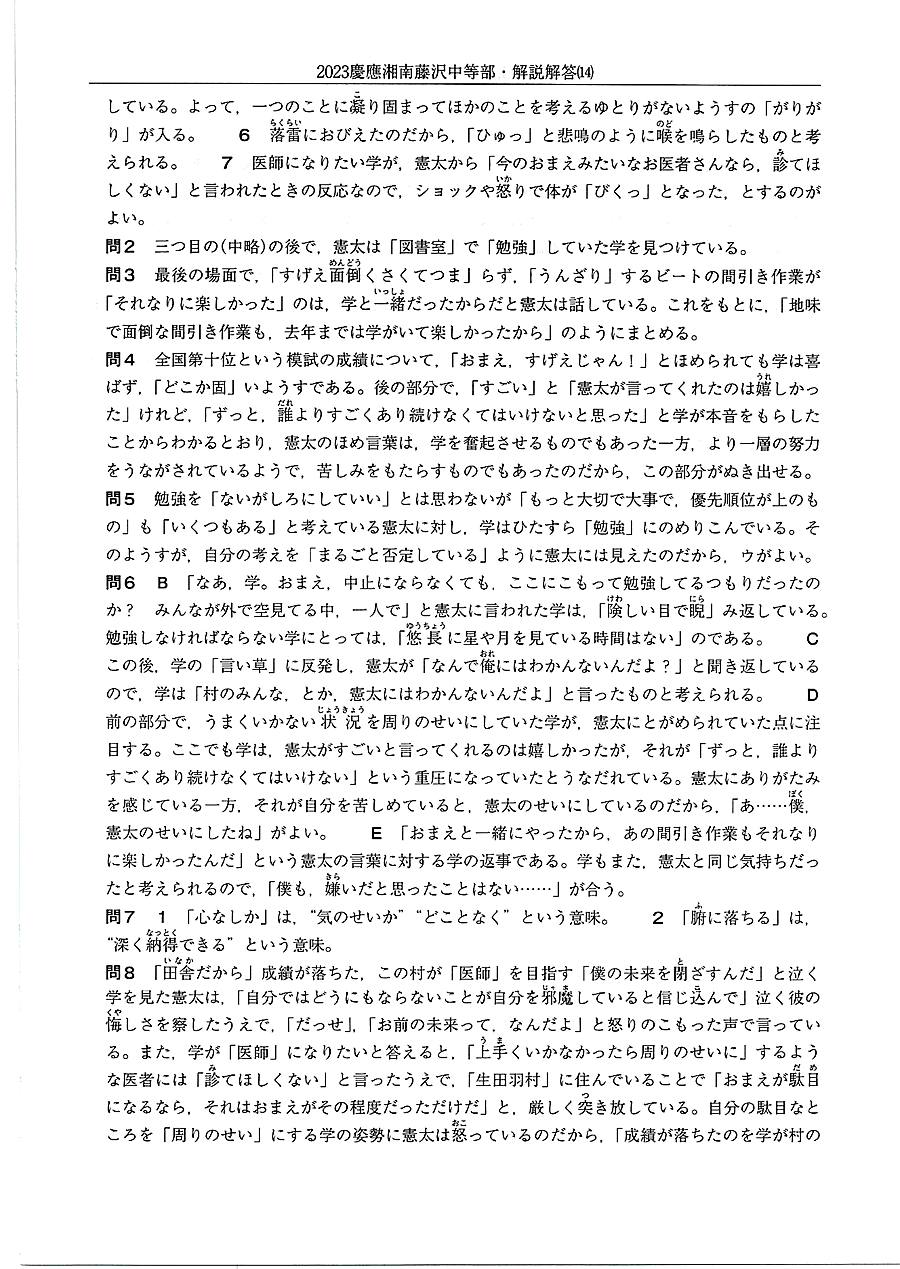 2023慶應湘南藤沢中等部・解説解答⒁
している。よって，一つのことに凝り固まってほかのことを考えるゆとりがないようすの「がりが
り」が入る。　6　落雷におびえたのだから，「ひゅっ」と悲鳴のように喉を鳴らしたものと考
えられる。　7　医師になりたい学が，憲太から「今のおまえみたいなお医者さんなら，診てほ
しくない」と言われたときの反応なので，ショックや怒りで体が「びくっ」となった，とするのが
よい。
問2　三つ目の(中略)の後で，憲太は「図書室」で「勉強」していた学を見つけている。
問3　最後の場面で，「すげえ面倒くさくてつま」らず，「うんざり」するビートの間引き作業が
「それなりに楽しかった」のは，学と一緒だったからだと憲太は話している。これをもとに，「地味
で面倒な間引き作業も，去年までは学がいて楽しかったから」のようにまとめる。
問4　全国第十位という模試の成績について，「おまえ，すげえじゃん！」とほめられても学は喜
ばず，「どこか固」いようすである。後の部分で，「すごい」と「憲太が言ってくれたのは嬉しかっ
た」けれど，「ずっと，誰よりすごくあり続けなくてはいけないと思った」と学が本音をもらした
ことからわかるとおり，憲太のほめ言葉は，学を奮起させるものでもあった一方，より一層の努力
をうながされているようで，苦しみをもたらすものでもあったのだから，この部分がぬき出せる。
問5　勉強を「ないがしろにしていい」とは思わないが「もっと大切で大事で，優先順位が上のも
の」も「いくつもある」と考えている憲太に対し，学はひたすら「勉強」にのめりこんでいる。そ
のようすが，自分の考えを「まるごと否定している」ように憲太には見えたのだから，ウがよい。
問6　B　「なあ，学。おまえ，中止にならなくても，ここにこもって勉強してるつもりだったの
か？　みんなが外で空見てる中，一人で」と憲太に言われた学は，「険しい目で睨」み返している。
勉強しなければならない学にとっては，「悠長に星や月を見ている時間はない」のである。　C
この後，学の「言い草」に反発し，憲太が「なんで俺にはわかんないんだよ？」と聞き返している
ので，学は「村のみんな，とか，憲太にはわかんないんだよ」と言ったものと考えられる。　D
前の部分で，うまくいかない状況を周りのせいにしていた学が，憲太にとがめられていた点に注
目する。ここでも学は，憲太がすごいと言ってくれるのは嬉しかったが，それが「ずっと，誰より
すごくあり続けなくてはいけない」という重圧になっていたとうなだれている。憲太にありがたみ
を感じている一方，それが自分を苦しめていると，憲太のせいにしているのだから，「あ……僕，
憲太のせいにしたね」がよい。　E　「おまえと一緒にやったから，あの間引き作業もそれなり
に楽しかったんだ」という憲太の言葉に対する学の返事である。学もまた，憲太と同じ気持ちだっ
たと考えられるので，「僕も，嫌いだと思ったことはない……」が合う。
問7　1　「心なしか」は，“気のせいか”“どことなく”という意味。　2　「腑に落ちる」は，
“深く納得できる”という意味。
問8　「田舎だから」成績が落ちた，この村が「医師」を目指す「僕の未来を閉ざすんだ」と泣く
学を見た憲太は，「自分ではどうにもならないことが自分を邪魔していると信じ込んで」泣く彼の
悔しさを察したうえで，「だっせ」，「お前の未来って，なんだよ」と怒りのこもった声で言ってい
る。また，学が「医師」になりたいと答えると，「上手くいかなかったら周りのせいに」するよう
な医者には「診てほしくない」と言ったうえで，「生田羽村」に住んでいることで「おまえが駄目
になるなら，それはおまえがその程度だっただけだ」と，厳しく突き放している。自分の駄目なと
ころを「周りのせい」にする学の姿勢に憲太は怒っているのだから，「成績が落ちたのを学が村の